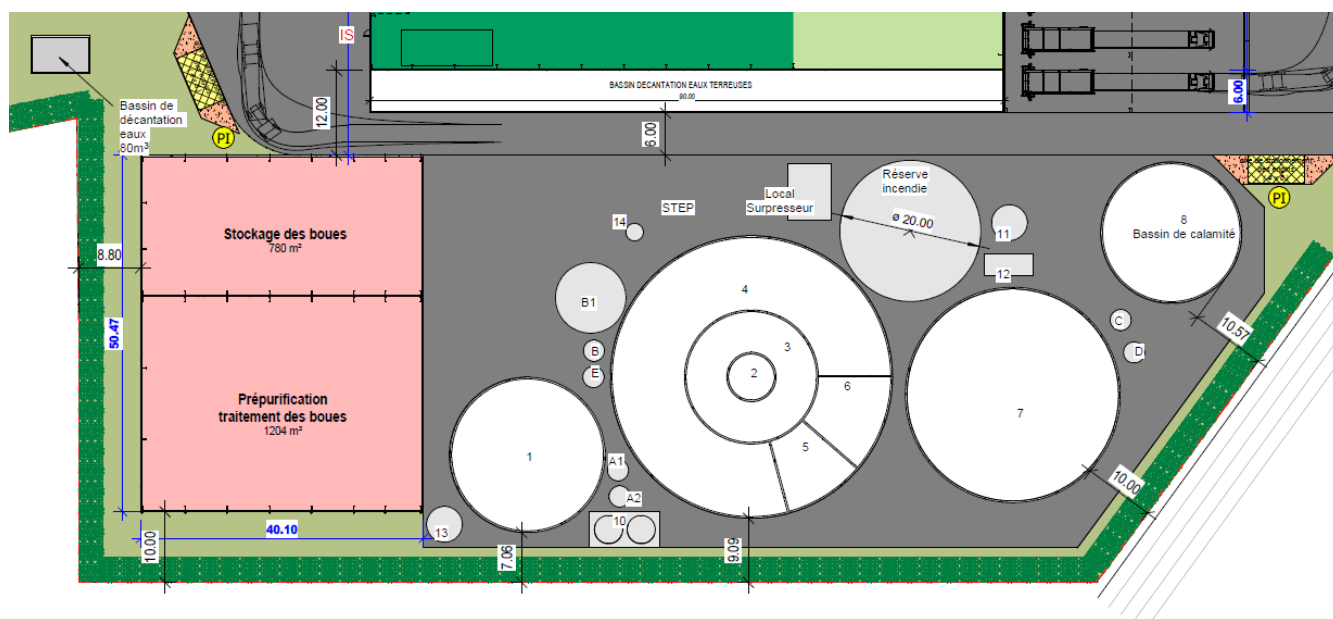 IS
BASSIN DECANTATION EAUX TERREUSES
90.00
6.00
Bassin de
décantation
eaux
80m³
PI
12.00
6.00
PI
Réserve
incendie
Local
Surpresseur
STEP
ø 20.00
14
11
12
8
Bassin de calamité
Stockage des boues
780 m²
8.80
50.47
B1
4
3
2
6
5
B
E
C
D
10.57
7
Prépurification
traitement des boues
1204 m²
1
A1
A2
10
13
10.00
40.10
10.00
7.06
9.09